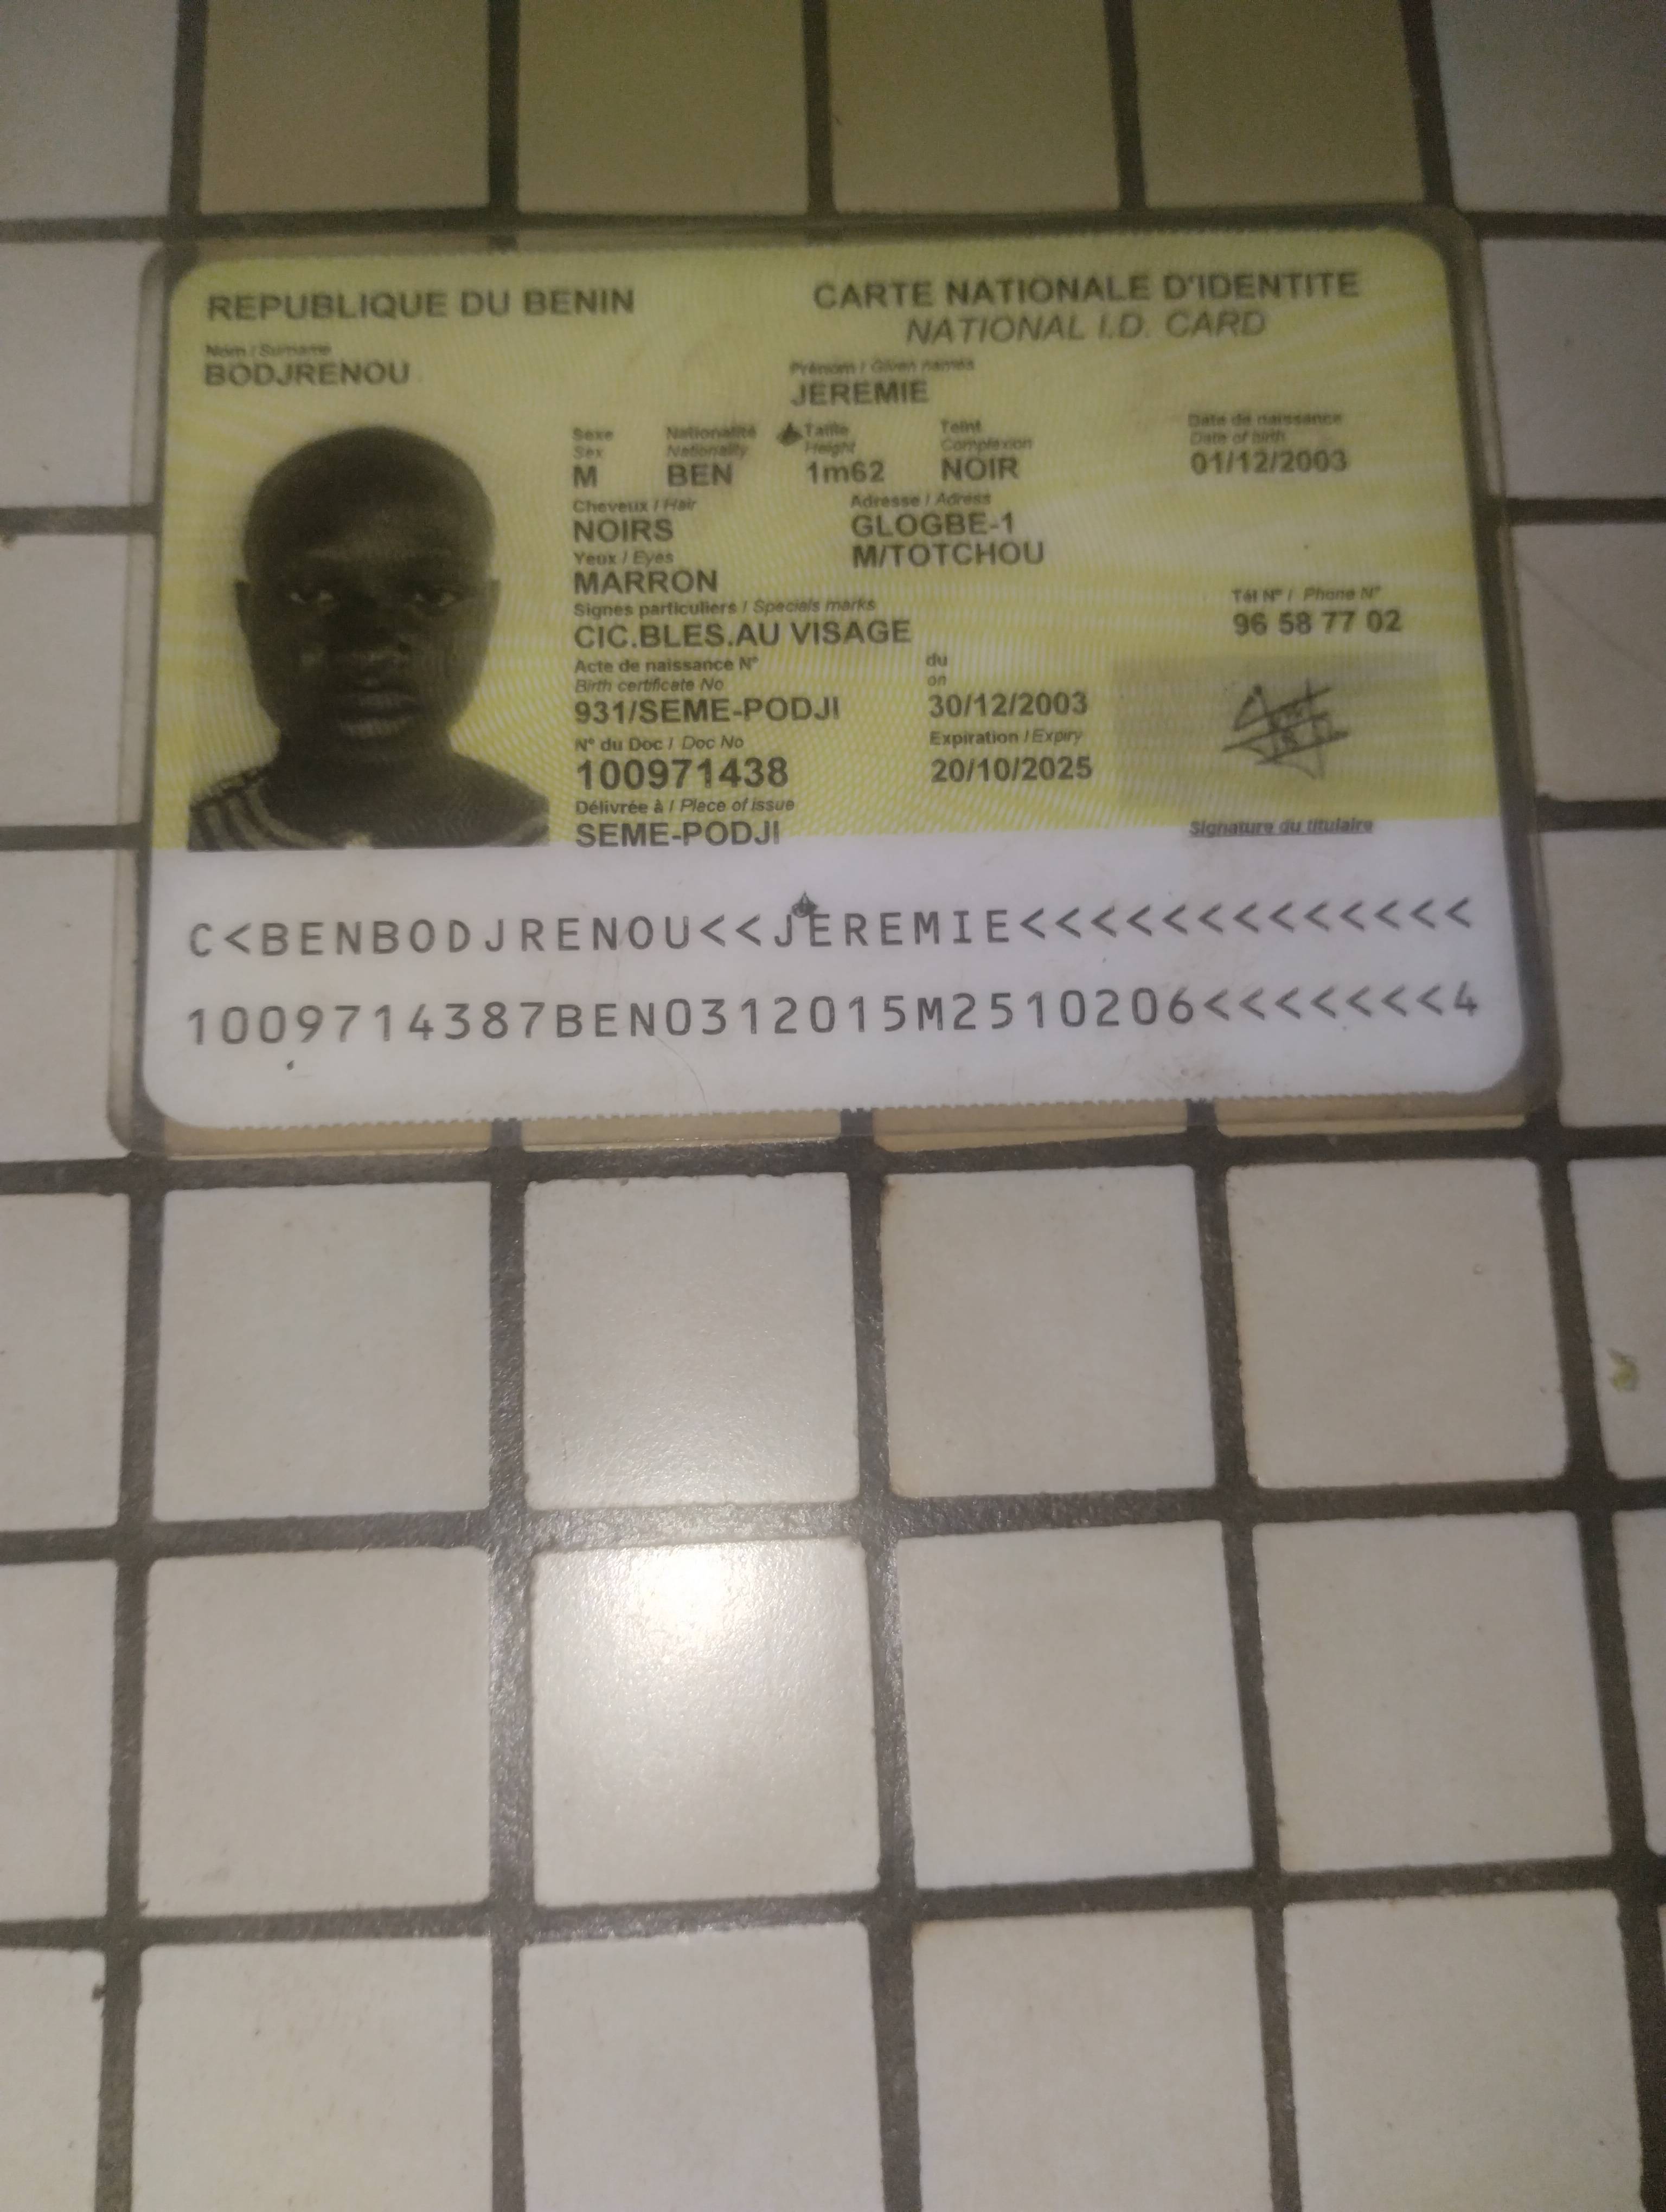 REPUBLIQUE DU BENIN
CARTE NATIONALE D'IDENTITE
NATIONAL I.D. CARD
Nom / Surname
BODJRENOU
Prénom / Given names
JEREMIE
Sexe
Sex
M
Nationalité
Nationality
BEN
Taille
Height
1m62
Teint
Complexion
NOIR
Date de naissance
Date of birth
01/12/2003
Cheveux / Hair
NOIRS
Adresse / Adress
GLOGBE-1
M/TOTCHOU
Yeux / Eyes
MARRON
Signes particuliers / Specials marks
CIC.BLES.AU VISAGE
Tél N° / Phone N°
96 58 77 02
Acte de naissance N°
Birth certificate No
931/SEME-PODJI
du
on
30/12/2003
N° du Doc / Doc No
100971438
Expiration / Expiry
20/10/2025
Délivrée à / Place of issue
SEME-PODJI
Signature du titulaire
C<BENBODJRENOU<<JEREMIE<<<<<<<<<<<<<
1009714387BEN0312015M2510206<<<<<<<4